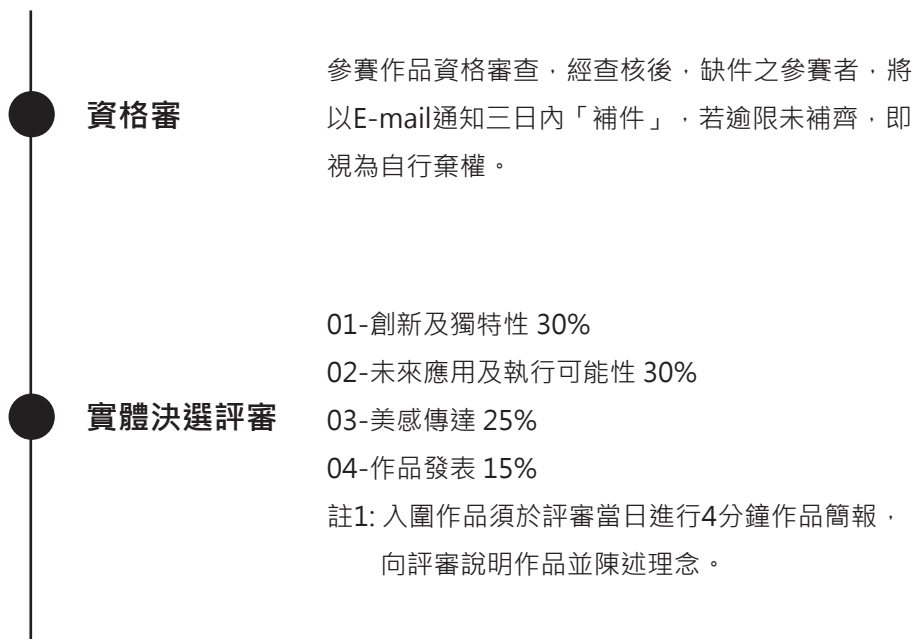 資格審
參賽作品資格審查，經查核後，缺件之參賽者，將
以E-mail通知三日內「補件」，若逾限未補齊，即
視為自行棄權。
實體決選評審
01-創新及獨特性 30%
02-未來應用及執行可能性 30%
03-美感傳達 25%
04-作品發表 15%
註1: 入圍作品須於評審當日進行4分鐘作品簡報，
向評審說明作品並陳述理念。